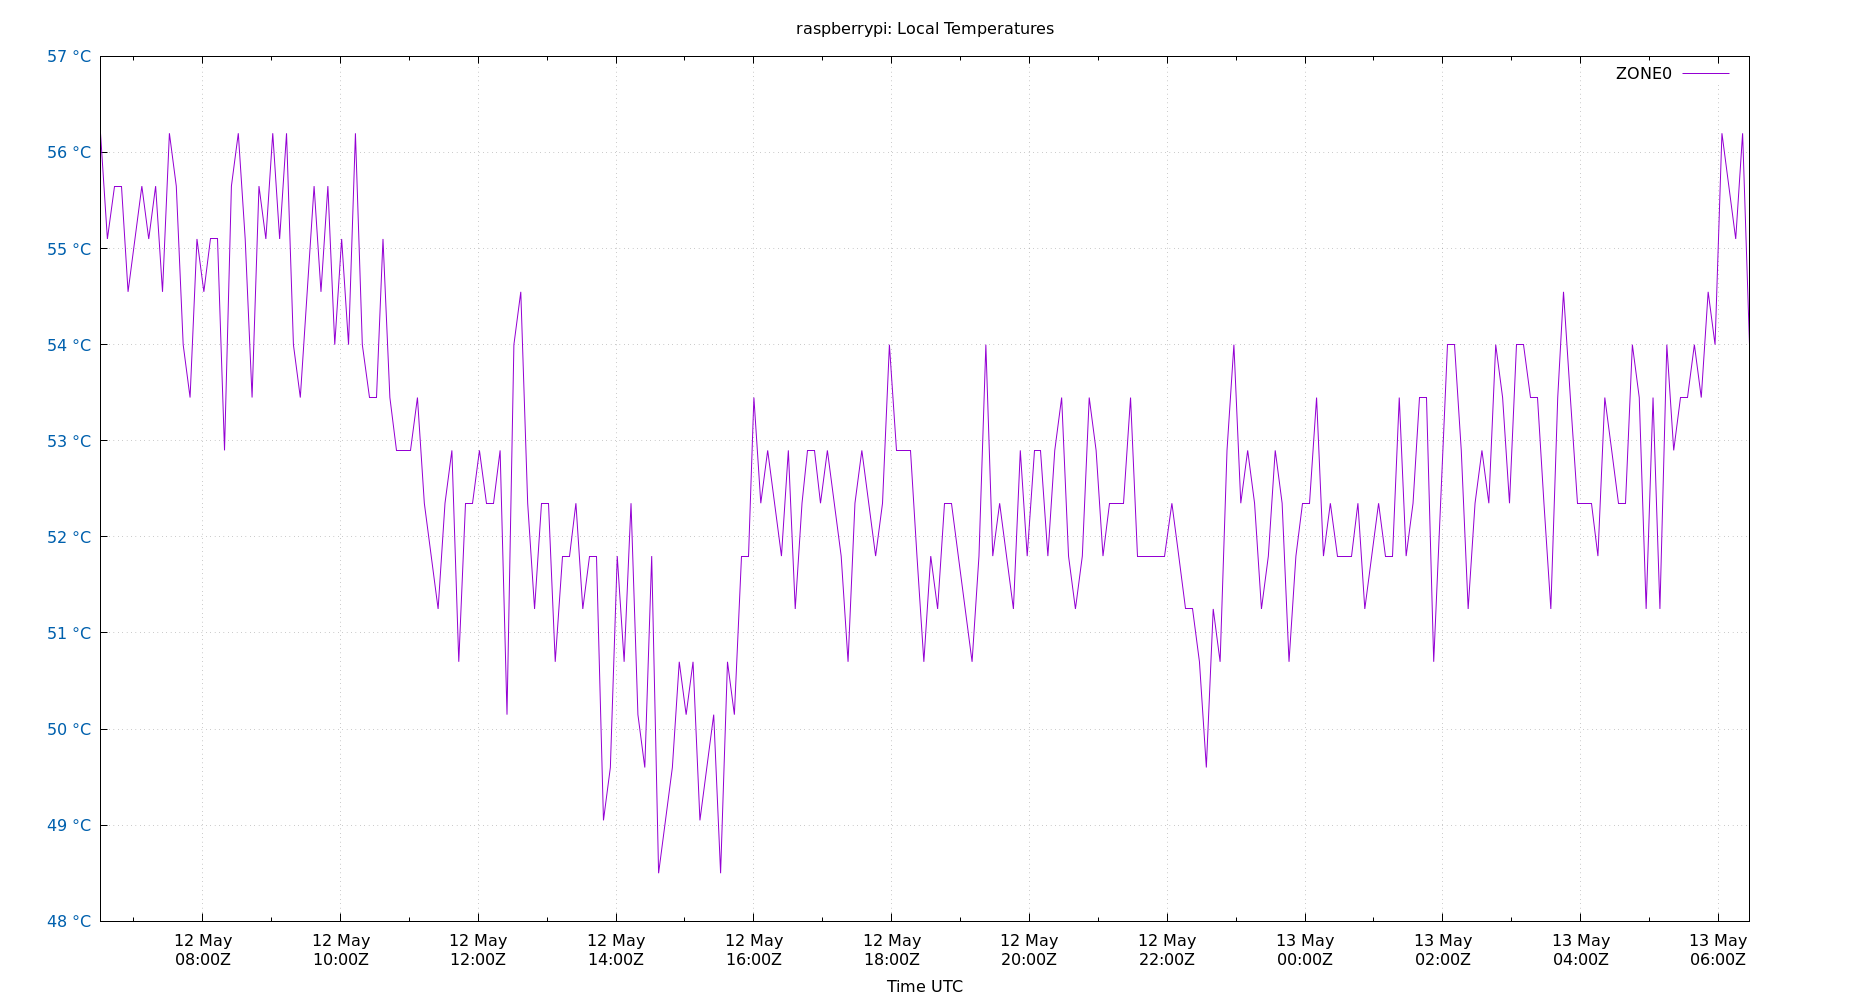 raspberrypi: Local Temperatures
ZONE0
57 °C
56 °C
55 °C
54 °C
53 °C
52 °C
51 °C
50 °C
49 °C
48 °C
12 May 12 May 12 May 12 May 12 May 12 May 12 May 12 May 13 May 13 May 13 May 13 May
08:00Z 10:00Z 12:00Z 14:00Z 16:00Z 18:00Z 20:00Z 22:00Z 00:00Z 02:00Z 04:00Z 06:00Z
Time UTC